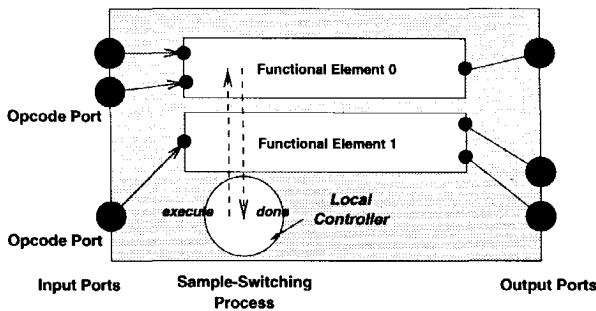 Functional Element 0
Opcode Port
Functional Element 1
execute
done
Local
Controller
Opcode Port
Input Ports
Sample-Switching
Process
Output Ports